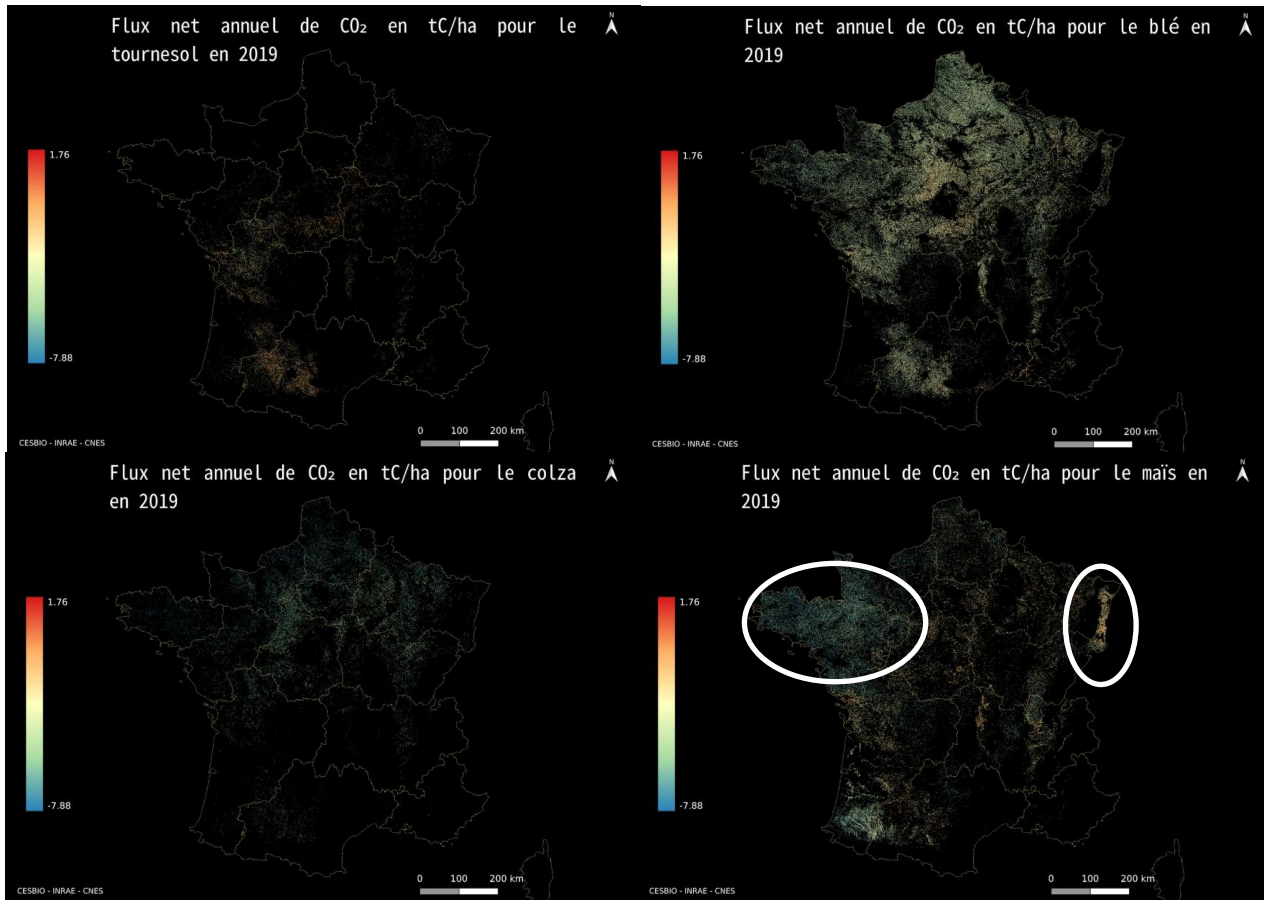 Flux net annuel de CO₂ en tC/ha pour le
tournesol en 2019
N
1.76
-7.88
0 100 200 km
CESBIO - INRAE - CNES
Flux net annuel de CO₂ en tC/ha pour le blé en
2019
N
1.76
-7.88
0 100 200 km
CESBIO - INRAE - CNES
Flux net annuel de CO₂ en tC/ha pour le colza
en 2019
N
1.76
-7.88
0 100 200 km
CESBIO - INRAE - CNES
Flux net annuel de CO₂ en tC/ha pour le maïs en
2019
N
1.76
-7.88
0 100 200 km
CESBIO - INRAE - CNES